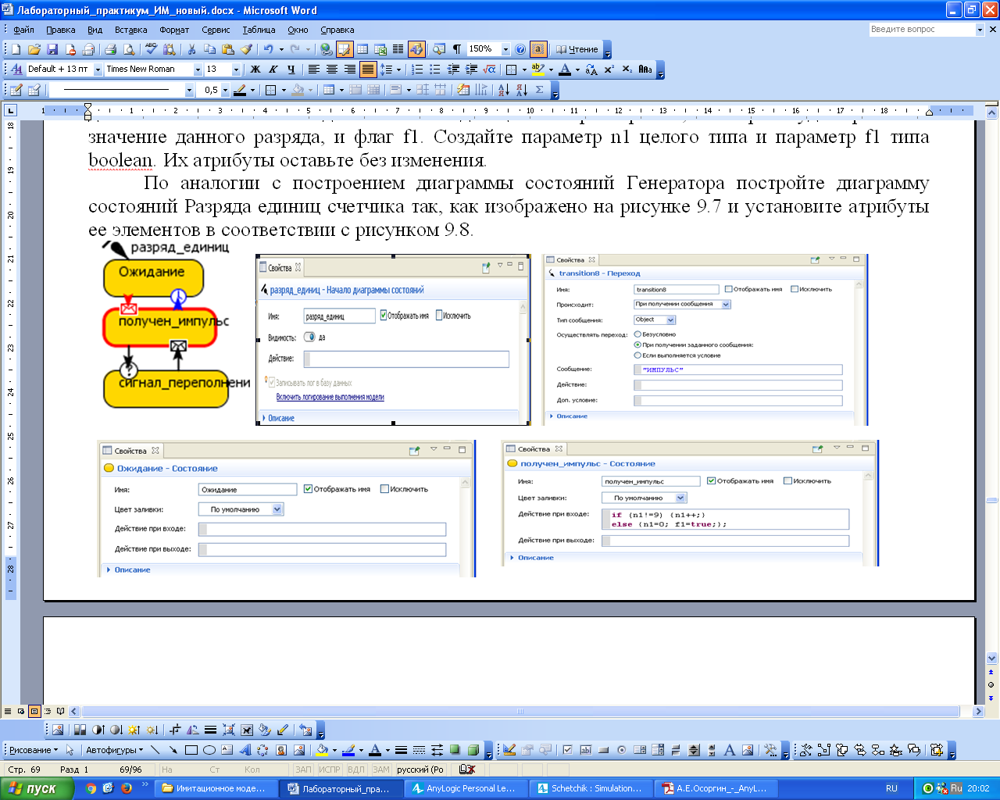 Лабораторный_практикум_ИМ_новый.docx - Microsoft Word
Файл Правка Вид Вставка Формат Сервис Таблица Окно Справка
Введите вопрос
150% Чтение
Default + 13 пт Times New Roman 13 Ж К Ч
0,5
значение данного разряда, и флаг f1. Создайте параметр n1 целого типа и параметр f1 типа
boolean. Их атрибуты оставьте без изменения.
По аналогии с построением диаграммы состояний Генератора постройте диаграмму
состояний Разряда единиц счетчика так, как изображено на рисунке 9.7 и установите атрибуты
ее элементов в соответствии с рисунком 9.8.
разряд_единиц
Ожидание
получен_импульс
сигнал_переполнени
Свойства
разряд_единиц - Начало диаграммы состояний
Имя: разряд_единиц Отображать имя Исключить
Видимость: да
Действие:
Записывать лог в базу данных
Включить логирование выполнения модели
Описание
Свойства
transition8 - Переход
Имя: transition8 Отображать имя Исключить
Происходит: При получении сообщения
Тип сообщения: Object
Осуществлять переход: Безусловно
При получении заданного сообщения:
Если выполняется условие
Сообщение: "ИМПУЛЬС"
Действие:
Доп. условие:
Описание
Свойства
Ожидание - Состояние
Имя: Ожидание Отображать имя Исключить
Цвет заливки: По умолчанию
Действие при входе:
Действие при выходе:
Описание
Свойства
получен_импульс - Состояние
Имя: получен_импульс Отображать имя Исключить
Цвет заливки: По умолчанию
Действие при входе: if (n1!=9) {n1++;}
else {n1=0; f1=true;};
Действие при выходе:
Описание
Рисование Автофигуры
Стр. 69 Разд 1 69/96 На Ст Кол ЗАП ИСПР ВДЛ ЗАМ русский (Ро
пуск Имитационное моде... Лабораторный_пра... AnyLogic Personal Le... Schetchik : Simulation... А.Е.Осоргин_-_AnyL... RU Ru 20:02